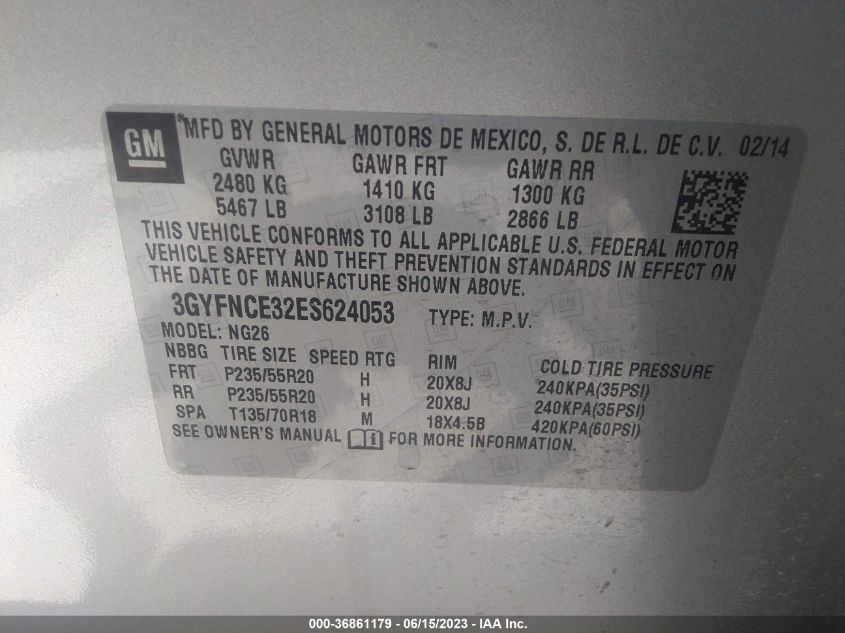 GM
*MFD BY GENERAL MOTORS DE MEXICO, S. DE R.L. DE C.V. 02/14
GVWR GAWR FRT GAWR RR
2480 KG 1410 KG 1300 KG
5467 LB 3108 LB 2866 LB
THIS VEHICLE CONFORMS TO ALL APPLICABLE U.S. FEDERAL MOTOR
VEHICLE SAFETY AND THEFT PREVENTION STANDARDS IN EFFECT ON
THE DATE OF MANUFACTURE SHOWN ABOVE.
3GYFNCE32ES624053 TYPE: M.P.V.
MODEL: NG26
NBBG TIRE SIZE SPEED RTG RIM COLD TIRE PRESSURE
FRT P235/55R20 H 20X8J 240KPA(35PSI)
RR P235/55R20 H 20X8J 240KPA(35PSI)
SPA T135/70R18 M 18X4.5B 420KPA(60PSI)
SEE OWNER'S MANUAL FOR MORE INFORMATION.
000-36861179 - 06/15/2023 - IAA Inc.